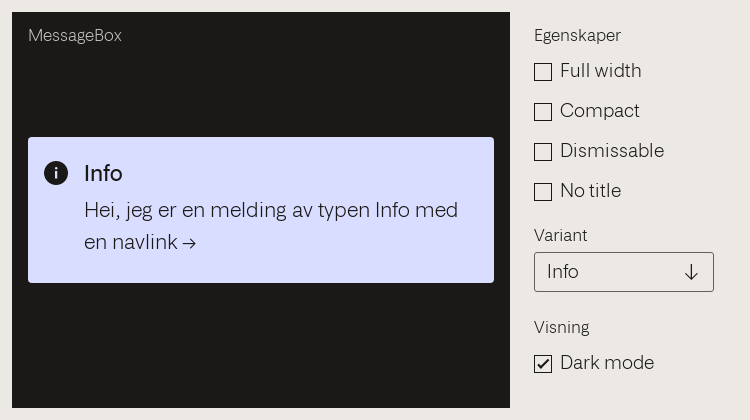 MessageBox
Info
Hei, jeg er en melding av typen Info med
en navlink →
Egenskaper
Full width
Compact
Dismissable
No title
Variant
Info
Visning
Dark mode